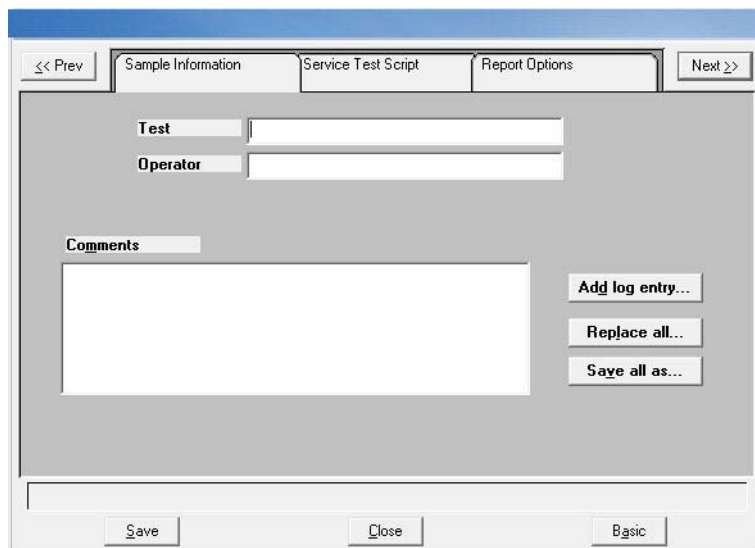 << Prev
Sample Information
Service Test Script
Report Options
Next >>
Test
Operator
Comments
Add log entry...
Replace all...
Save all as...
Save
Close
Basic